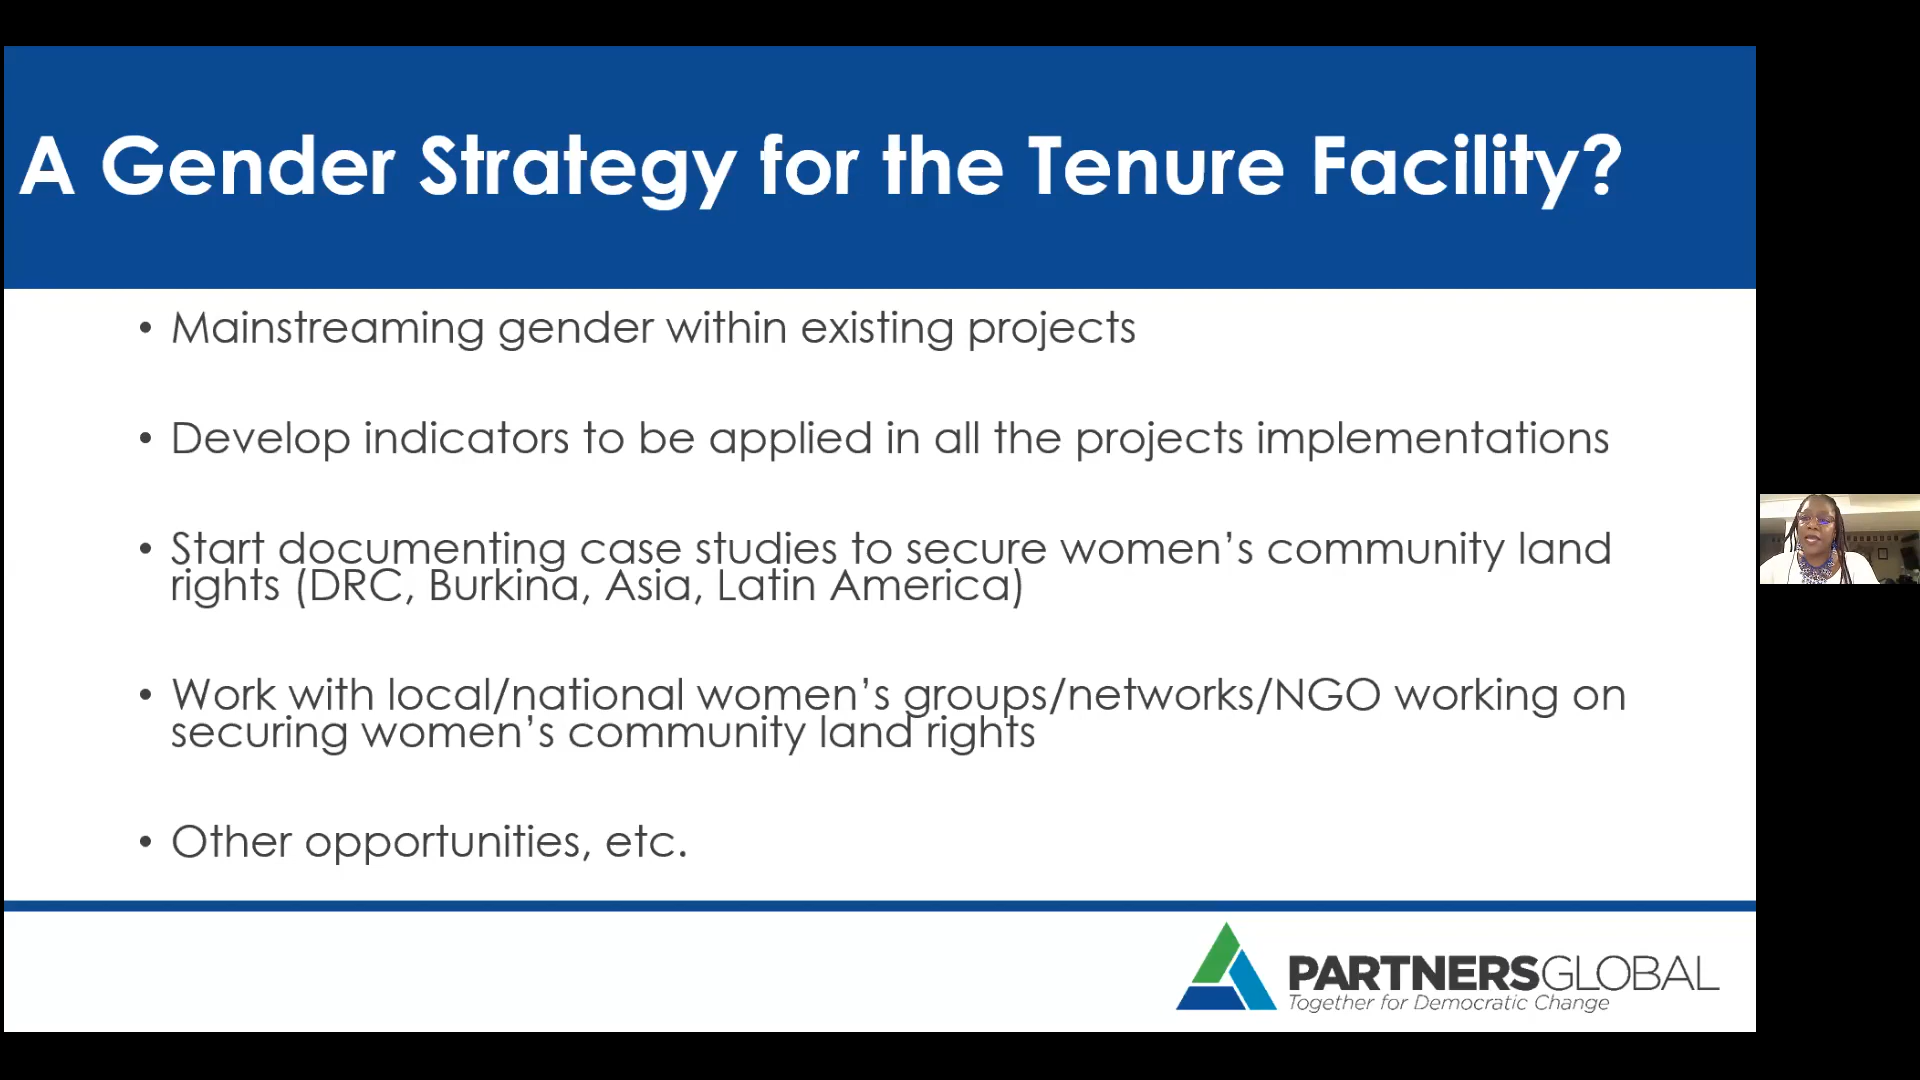 A Gender Strategy for the Tenure Facility?
• Mainstreaming gender within existing projects
• Develop indicators to be applied in all the projects implementations
• Start documenting case studies to secure women’s community land
rights (DRC, Burkina, Asia, Latin America)
• Work with local/national women’s groups/networks/NGO working on
securing women’s community land rights
• Other opportunities, etc.
PARTNERSGLOBAL
Together for Democratic Change